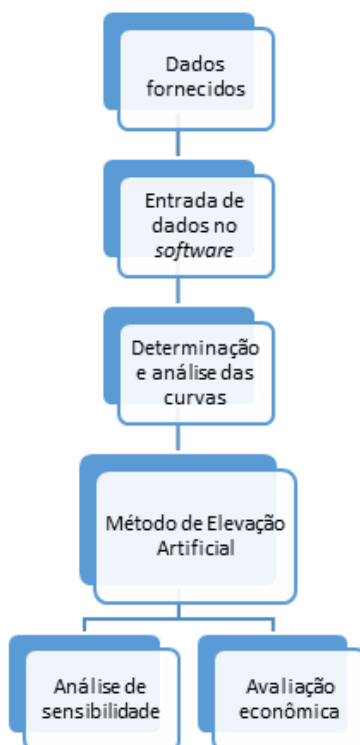 Dados
fornecidos
Entrada de
dados no
software
Determinação
e análise das
curvas
Método de Elevação
Artificial
Análise de
sensibilidade
Avaliação
econômica